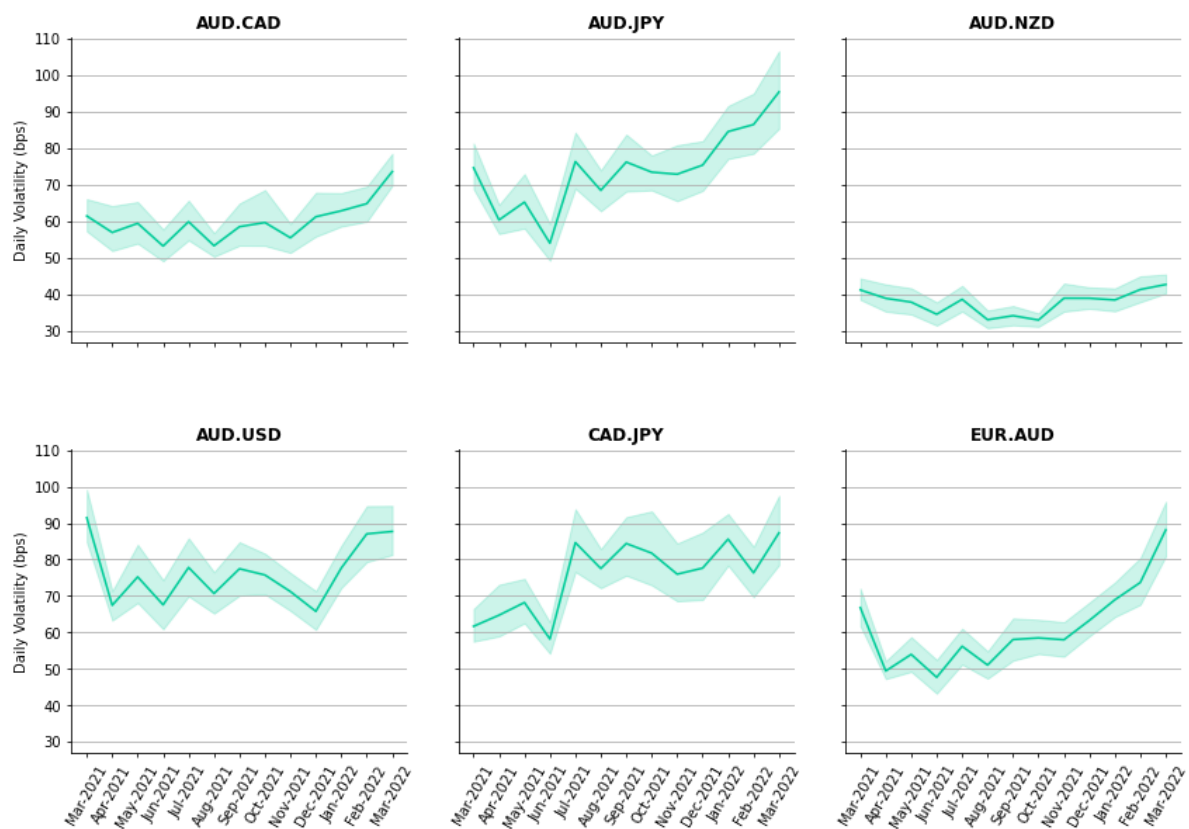 AUD.CAD
AUD.JPY
AUD.NZD
Daily Volatility (bps)
110
100
90
80
70
60
50
40
30
AUD.USD
CAD.JPY
EUR.AUD
Daily Volatility (bps)
110
100
90
80
70
60
50
40
30
Mar-2021
Apr-2021
May-2021
Jun-2021
Jul-2021
Aug-2021
Sep-2021
Oct-2021
Nov-2021
Dec-2021
Jan-2022
Feb-2022
Mar-2022
Mar-2021
Apr-2021
May-2021
Jun-2021
Jul-2021
Aug-2021
Sep-2021
Oct-2021
Nov-2021
Dec-2021
Jan-2022
Feb-2022
Mar-2022
Mar-2021
Apr-2021
May-2021
Jun-2021
Jul-2021
Aug-2021
Sep-2021
Oct-2021
Nov-2021
Dec-2021
Jan-2022
Feb-2022
Mar-2022